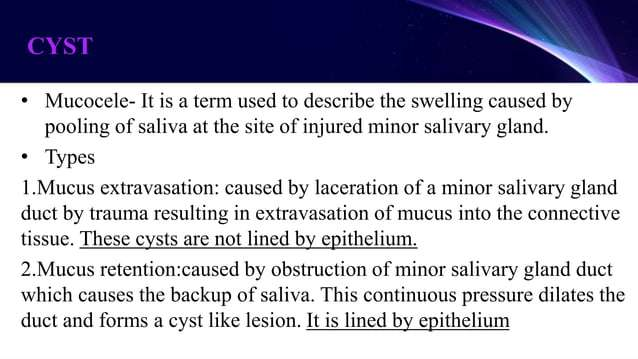 CYST
• Mucocele- It is a term used to describe the swelling caused by
pooling of saliva at the site of injured minor salivary gland.
• Types
1.Mucus extravasation: caused by laceration of a minor salivary gland
duct by trauma resulting in extravasation of mucus into the connective
tissue. These cysts are not lined by epithelium.
2.Mucus retention:caused by obstruction of minor salivary gland duct
which causes the backup of saliva. This continuous pressure dilates the
duct and forms a cyst like lesion. It is lined by epithelium